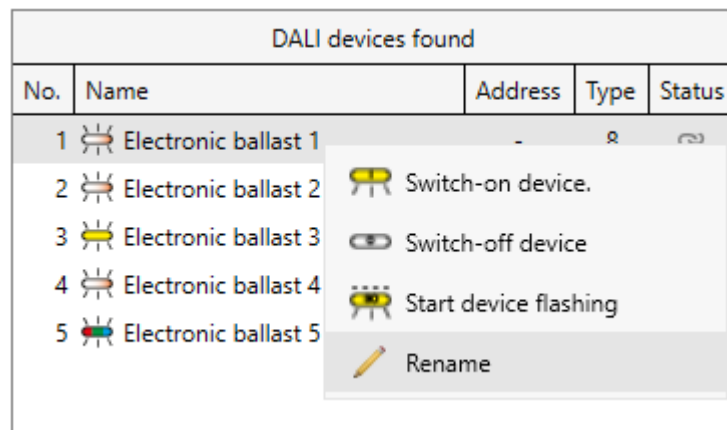 DALI devices found
No. Name Address Type Status
1 Electronic ballast 1 - 8
2 Electronic ballast 2
3 Electronic ballast 3
4 Electronic ballast 4
5 Electronic ballast 5
Switch-on device.
Switch-off device
Start device flashing
Rename